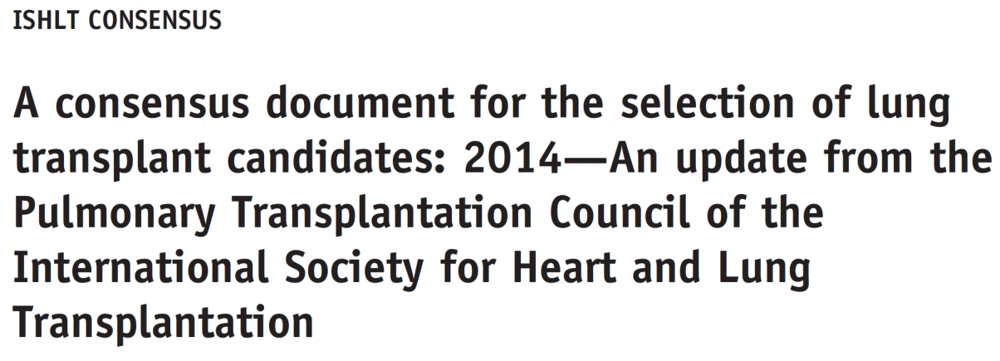 ISHLT CONSENSUS
A consensus document for the selection of lung
transplant candidates: 2014—An update from the
Pulmonary Transplantation Council of the
International Society for Heart and Lung
Transplantation